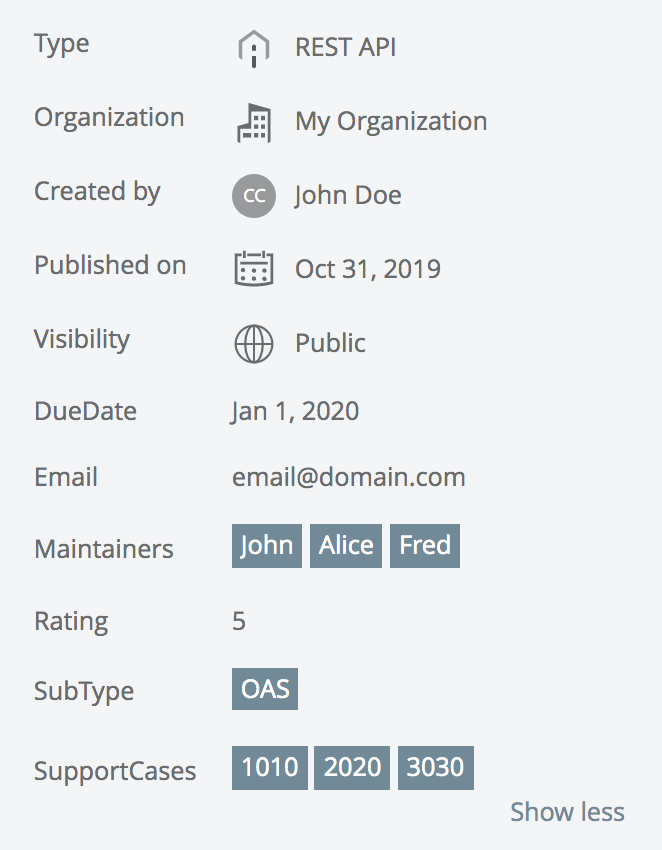 Type REST API
Organization My Organization
Created by CC John Doe
Published on Oct 31, 2019
Visibility Public
DueDate Jan 1, 2020
Email email@domain.com
Maintainers John Alice Fred
Rating 5
SubType OAS
SupportCases 1010 2020 3030
Show less